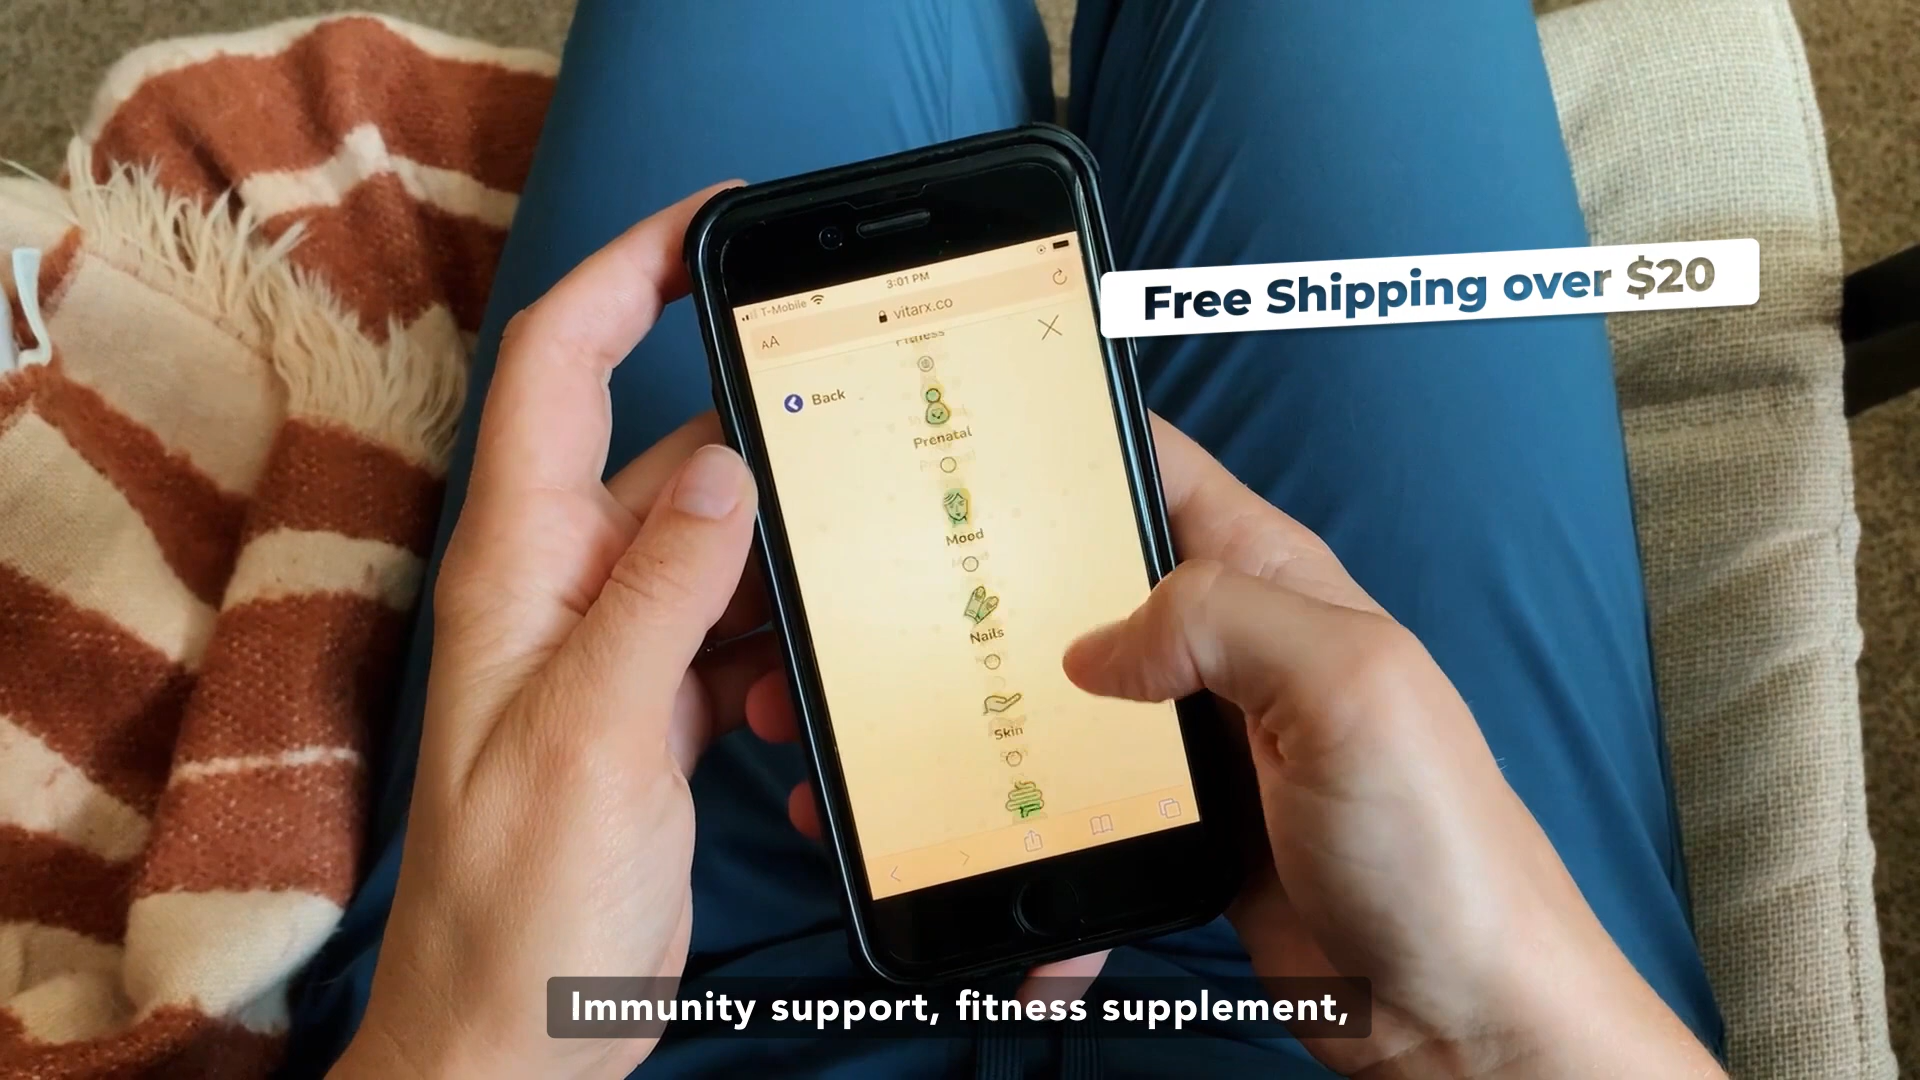 T-Mobile
3:01 PM
AA
vitarx.co
Fitness
Back
Prenatal
Mood
Nails
Skin
Free Shipping over $20
Immunity support, fitness supplement,